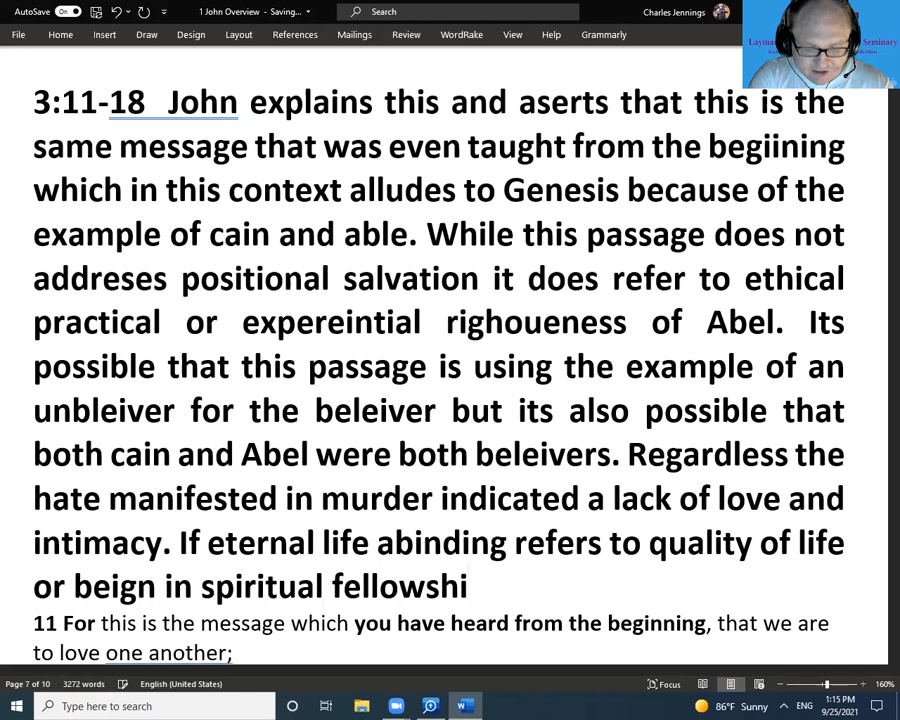 AutoSave On 1 John Overview - Saving... Search Charles Jennings
File Home Insert Draw Design Layout References Mailings Review View WordRake Help Grammarly
Seminary
3:11-18 John explains this and aserts that this is the
same message that was even taught from the begiining
which in this context alludes to Genesis because of the
example of cain and able. While this passage does not
addreses positional salvation it does refer to ethical
practical or expereintial righoueness of Abel. Its
possible that this passage is using the example of an
unbleiver for the beleiver but its also possible that
both cain and Abel were both beleivers. Regardless the
hate manifested in murder indicated a lack of love and
intimacy. If eternal life abinding refers to quality of life
or beign in spiritual fellowshi
11 For this is the message which you have heard from the beginning, that we are
to love one another;
Page 7 of 10 3272 words English (United States) Focus 160%
Type here to search 86°F Sunny ENG 1:15 PM
9/25/2021